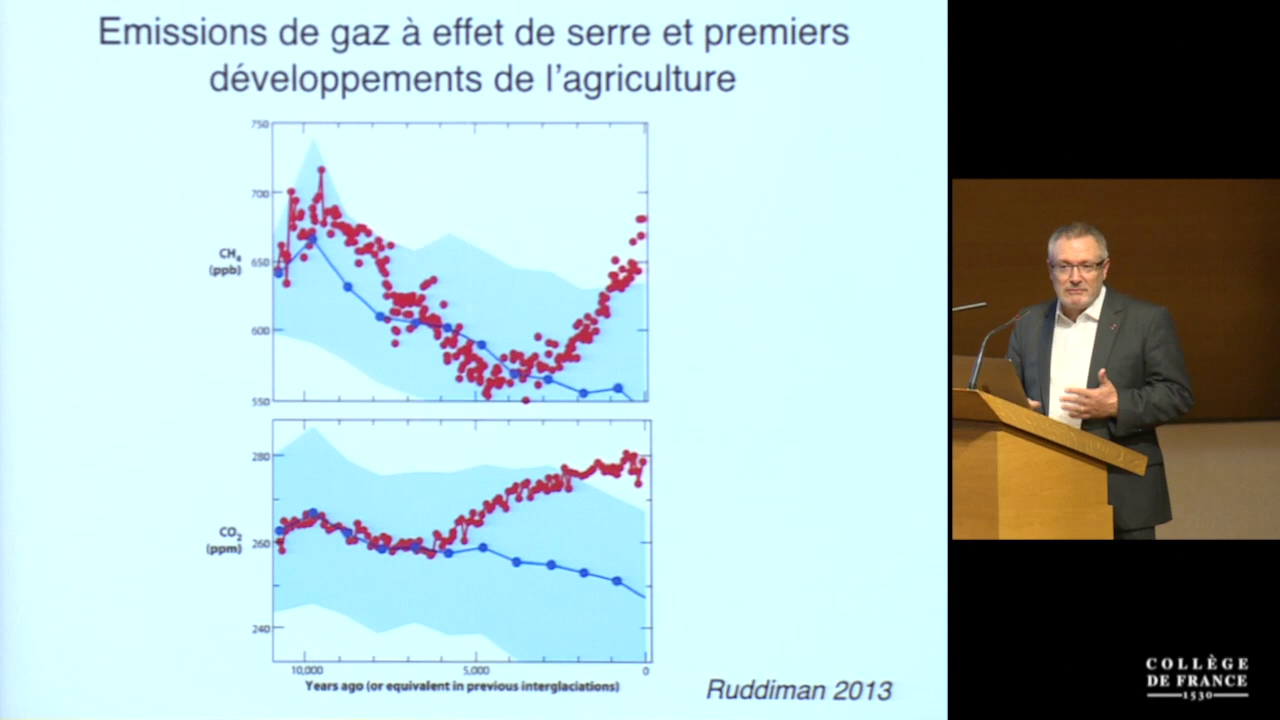 Emissions de gaz à effet de serre et premiers
développements de l'agriculture
750
700
650
600
550
CH4
(ppb)
280
260
240
CO2
(ppm)
10,000
5,000
0
Years ago (or equivalent in previous interglaciations)
Ruddiman 2013
COLLÈGE
DE FRANCE
1530